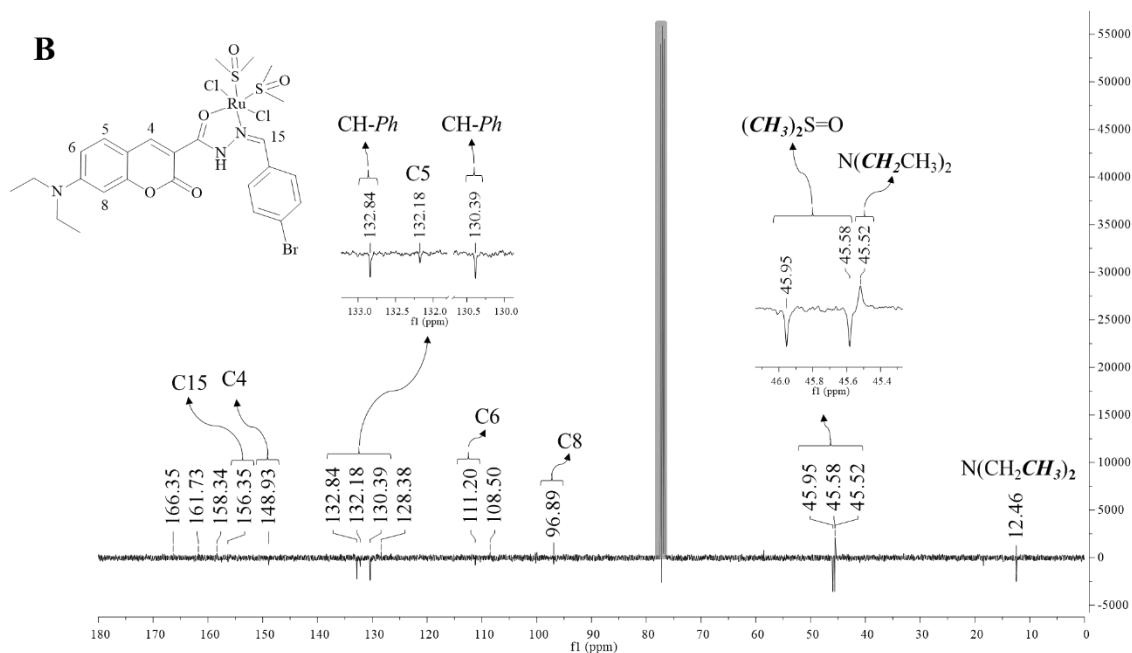 B
O
S
Cl
S
O
Ru
Cl
O
N
15
5
4
6
N
H
N
8
O
O
Br
CH-Ph
CH-Ph
C5
132.84
132.18
130.39
133.0 132.5 132.0 130.5 130.0
f1 (ppm)
(CH3)2S=O
N(CH2CH3)2
45.95
45.58
45.52
46.0 45.8 45.6 45.4
f1 (ppm)
C15
C4
C6
C8
N(CH2CH3)2
166.35
161.73
158.34
156.35
148.93
132.84
132.18
130.39
128.38
111.20
108.50
96.89
45.95
45.58
45.52
12.46
55000
50000
45000
40000
35000
30000
25000
20000
15000
10000
5000
0
-5000
180 170 160 150 140 130 120 110 100 90 80 70 60 50 40 30 20 10 0
f1 (ppm)